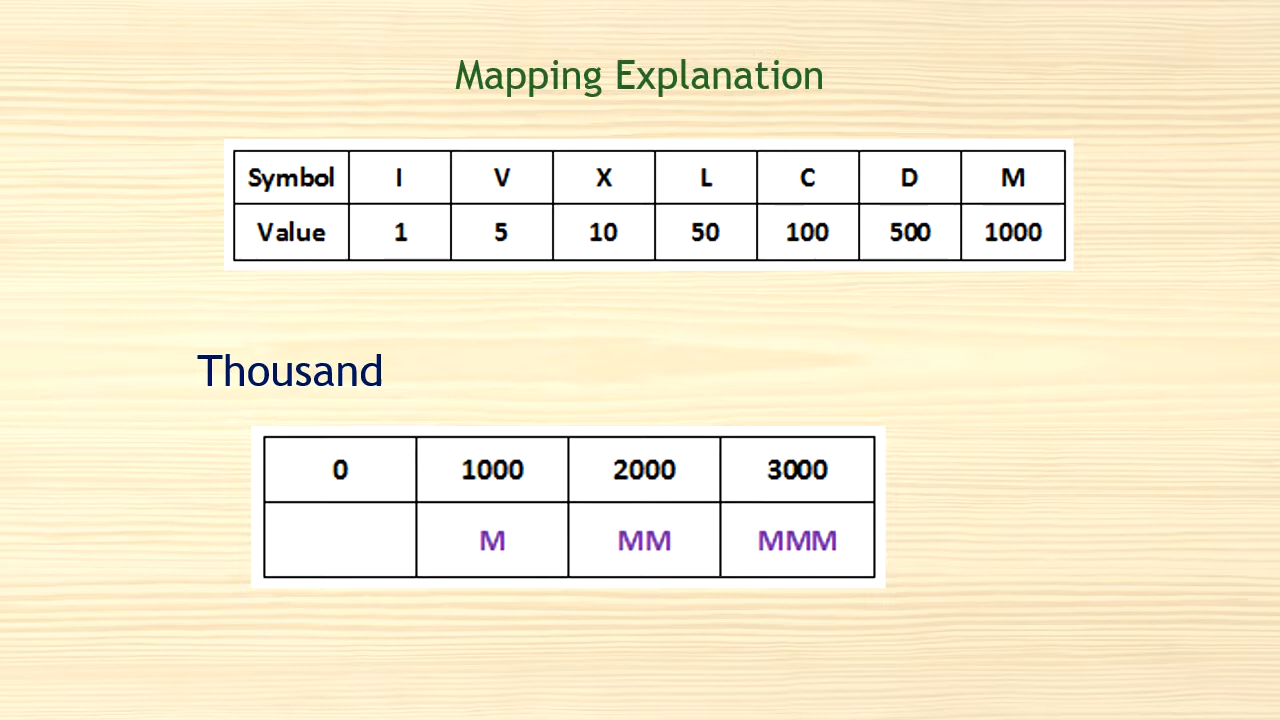 Mapping Explanation
Symbol I V X L C D M
Value 1 5 10 50 100 500 1000
Thousand
0 1000 2000 3000
M MM MMM